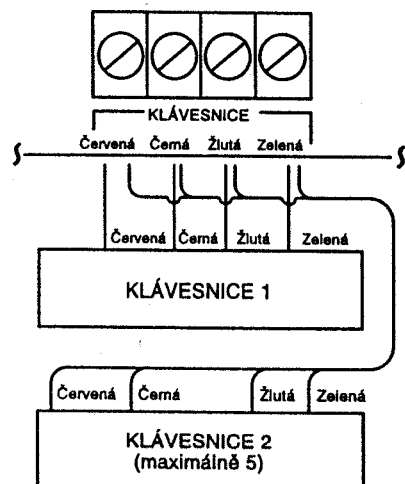 KLÁVESNICE
Červená Černá Žlutá Zelená
Červená Černá Žlutá Zelená
KLÁVESNICE 1
Červená Černá Žlutá Zelená
KLÁVESNICE 2
(maximálně 5)